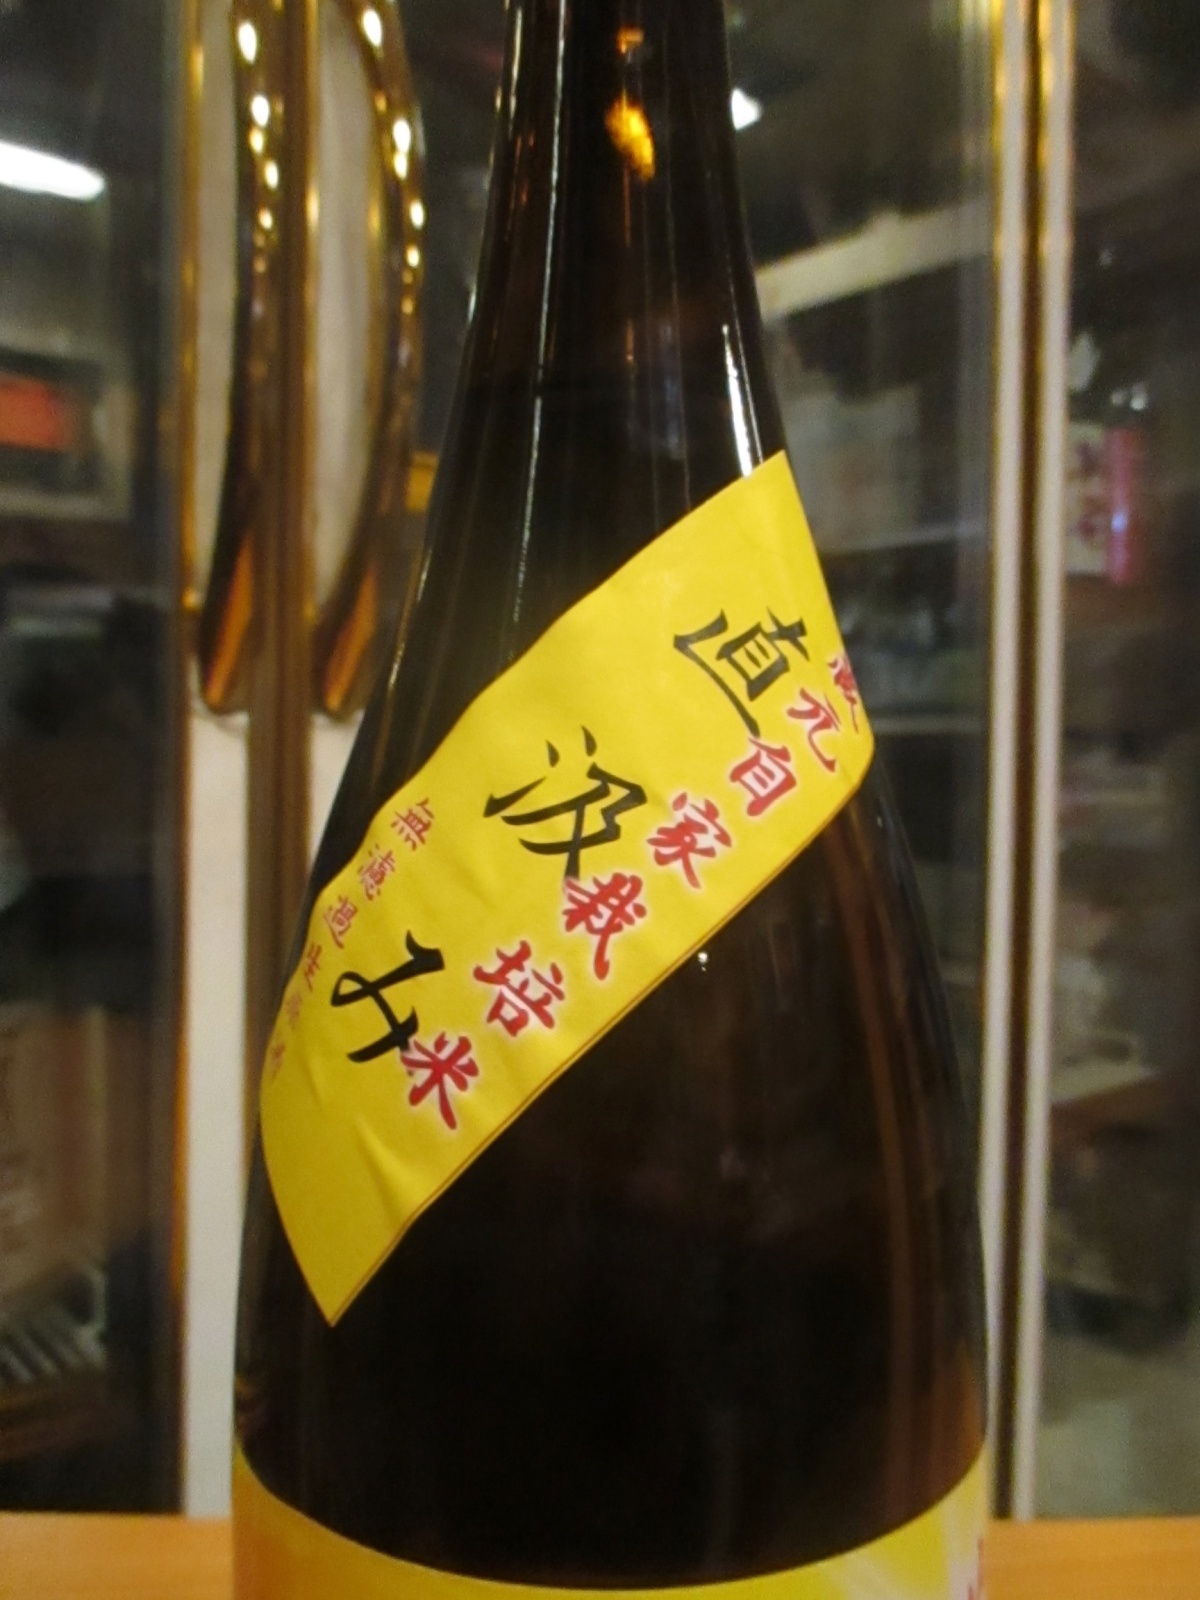 蔵元自家栽培米
直汲み
無濾過生原酒